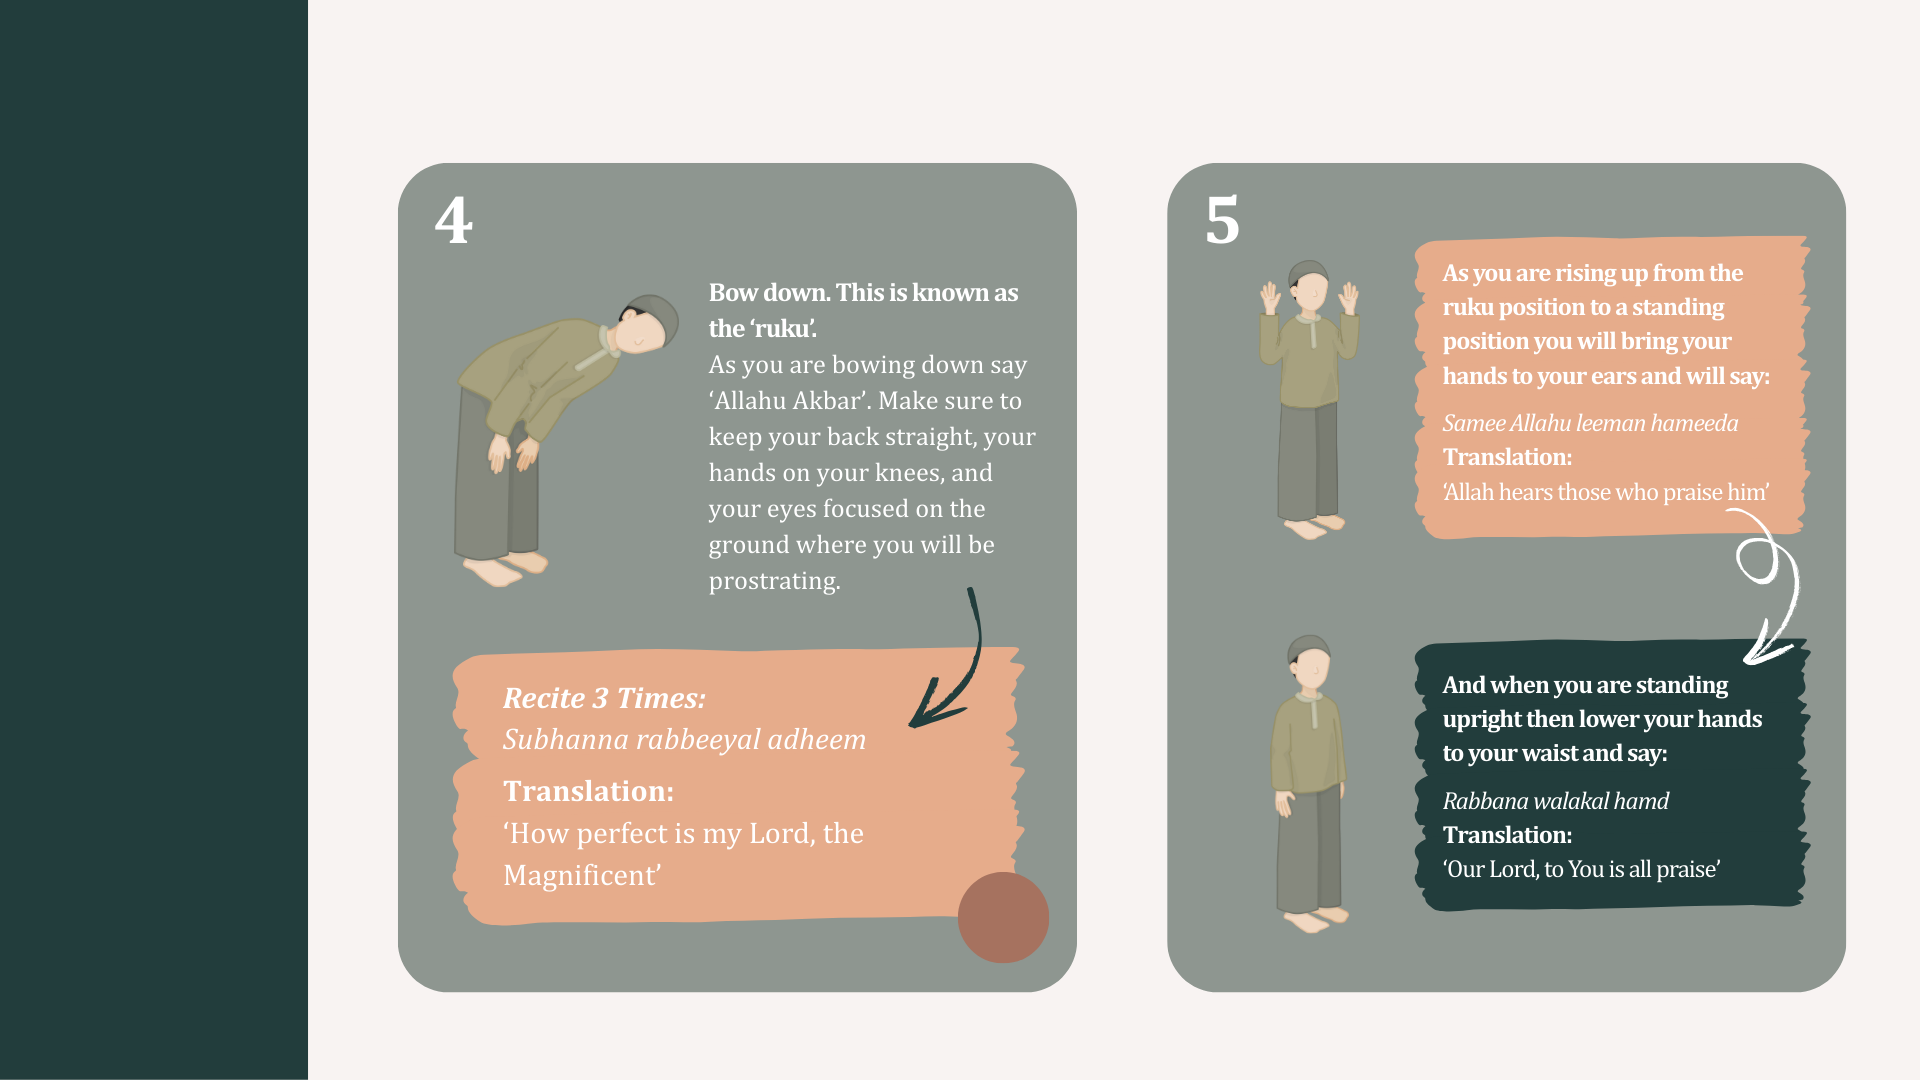 4
Bow down. This is known as
the ‘ruku’.
As you are bowing down say
‘Allahu Akbar’. Make sure to
keep your back straight, your
hands on your knees, and
your eyes focused on the
ground where you will be
prostrating.
Recite 3 Times:
Subhanna rabbeeyal adheem
Translation:
‘How perfect is my Lord, the
Magnificent’
5
As you are rising up from the
ruku position to a standing
position you will bring your
hands to your ears and will say:
Samee Allahu leeman hameeda
Translation:
‘Allah hears those who praise him’
And when you are standing
upright then lower your hands
to your waist and say:
Rabbana walakal hamd
Translation:
‘Our Lord, to You is all praise’